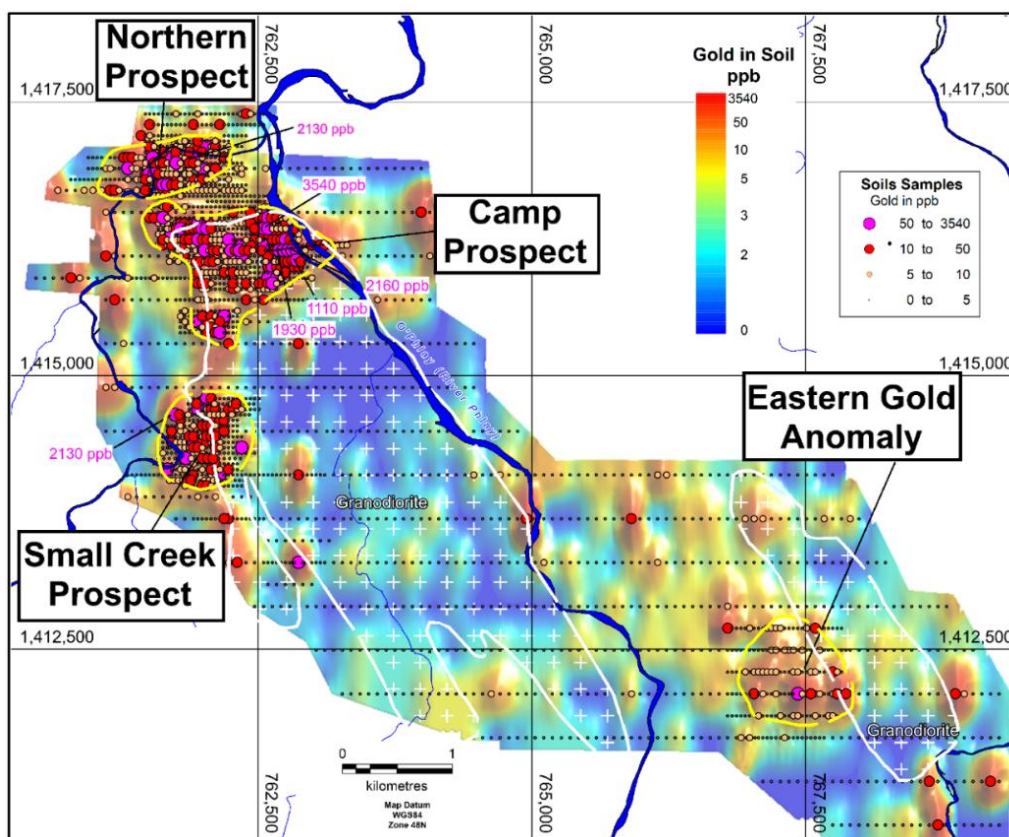 Northern
Prospect
762,500
765,000
767,500
1,417,500
1,417,500
2130 ppb
3540 ppb
Camp
Prospect
2160 ppb
1110 ppb
1930 ppb
Gold in Soil
ppb
3540
50
10
5
3
2
0
Soils Samples
Gold in ppb
50 to 3540
10 to 50
5 to 10
0 to 5
1,415,000
1,415,000
Eastern Gold
Anomaly
2130 ppb
Granodiorite
Small Creek
Prospect
1,412,500
1,412,500
Granodiorite
0 1
kilometres
Map Datum
WGS84
Zone 48N
762,500
765,000
767,500